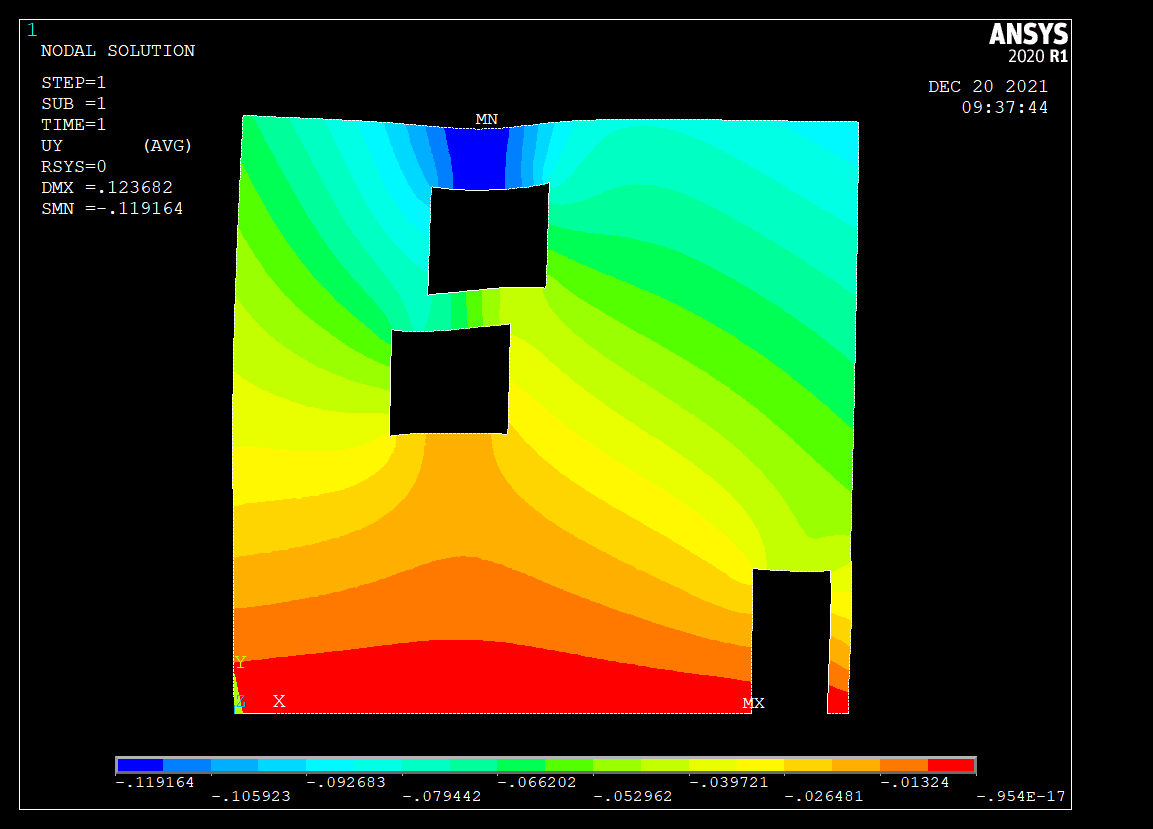 1
NODAL SOLUTION
STEP=1
SUB =1
TIME=1
UY (AVG)
RSYS=0
DMX =.123682
SMN =-.119164
ANSYS
2020 R1
DEC 20 2021
09:37:44
MN
Y
Z X
MX
-.119164 -.092683 -.066202 -.039721 -.01324
-.105923 -.079442 -.052962 -.026481 -.954E-17